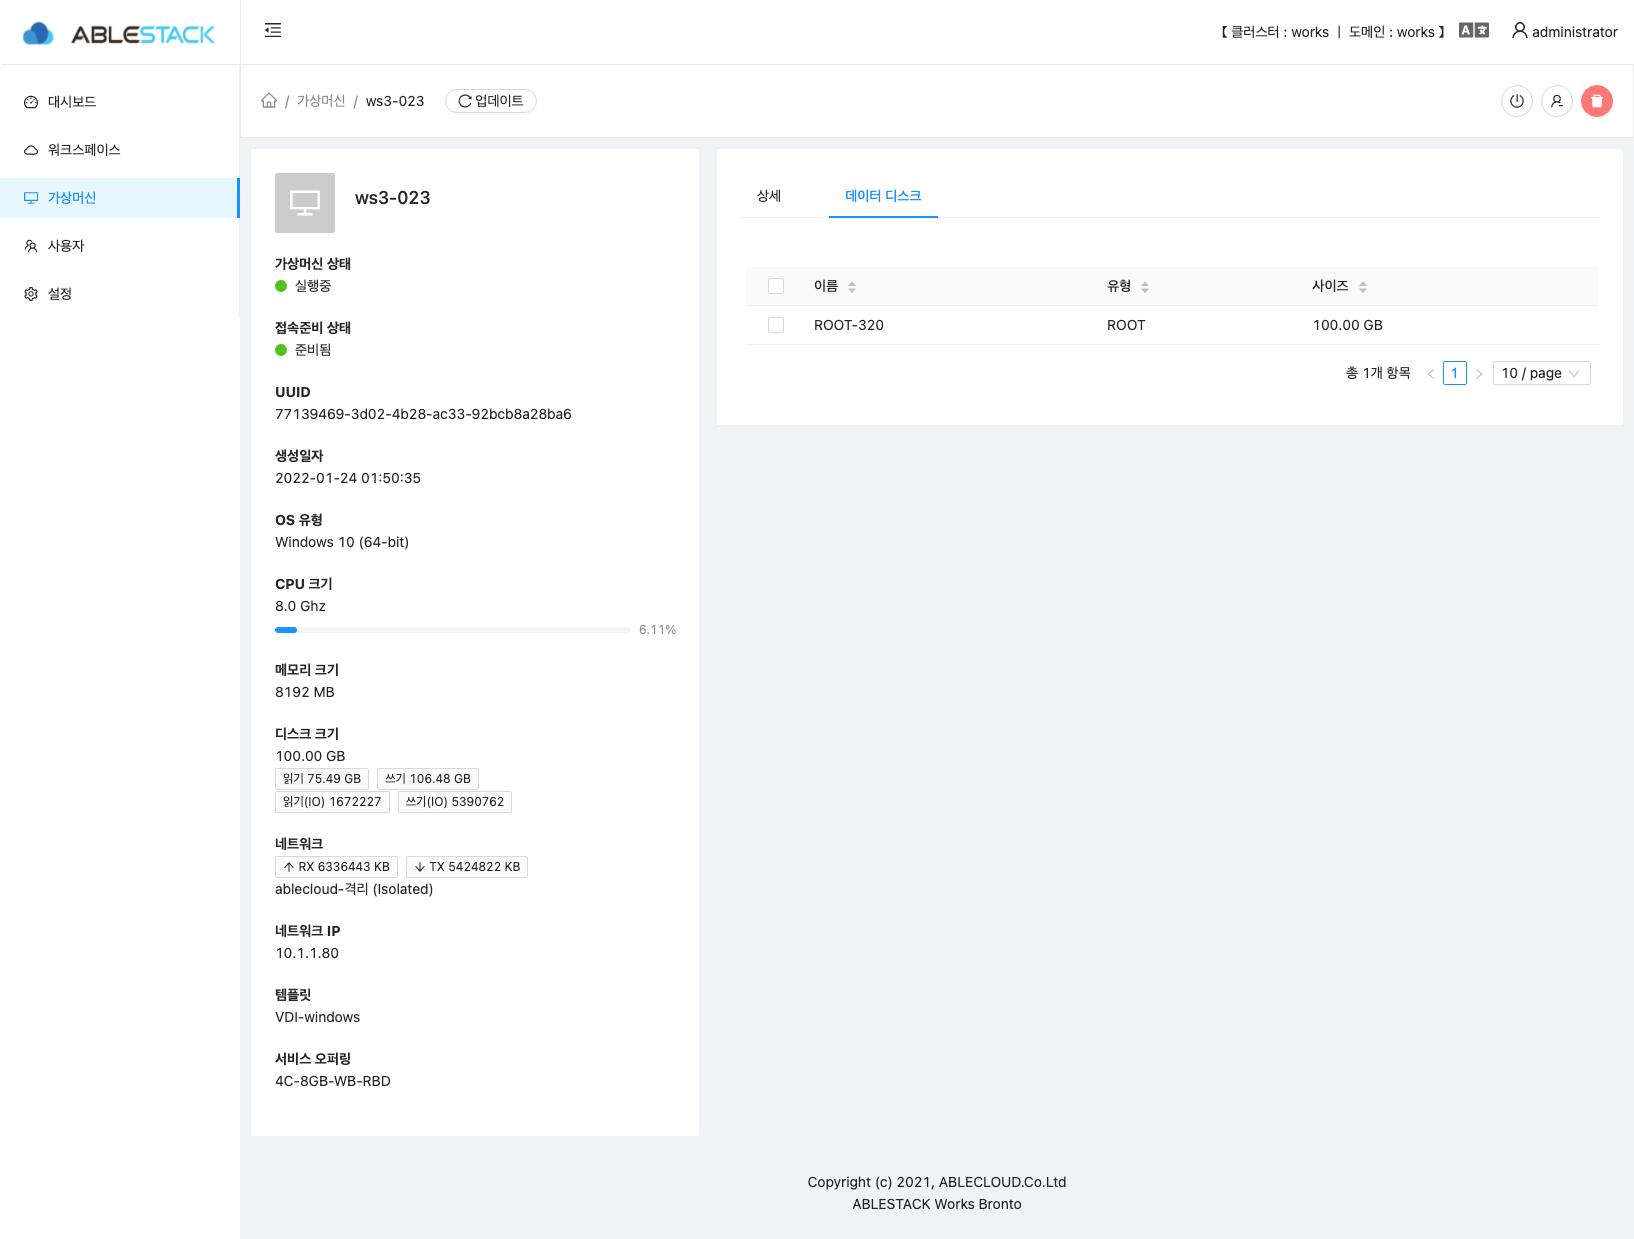 ABLESTACK
【 클러스터 : works ㅣ 도메인 : works 】
administrator
대시보드
워크스페이스
가상머신
사용자
설정
/ 가상머신 / ws3-023
업데이트
ws3-023
가상머신 상태
실행중
접속준비 상태
준비됨
UUID
77139469-3d02-4b28-ac33-92bcb8a28ba6
생성일자
2022-01-24 01:50:35
OS 유형
Windows 10 (64-bit)
CPU 크기
8.0 Ghz
6.11%
메모리 크기
8192 MB
디스크 크기
100.00 GB
읽기 75.49 GB 쓰기 106.48 GB
읽기(IO) 1672227 쓰기(IO) 5390762
네트워크
↑ RX 6336443 KB ↓ TX 5424822 KB
ablecloud-격리 (Isolated)
네트워크 IP
10.1.1.80
템플릿
VDI-windows
서비스 오퍼링
4C-8GB-WB-RBD
상세 데이터 디스크
이름 유형 사이즈
ROOT-320 ROOT 100.00 GB
총 1개 항목 < 1 > 10 / page
Copyright (c) 2021, ABLECLOUD.Co.Ltd
ABLESTACK Works Bronto